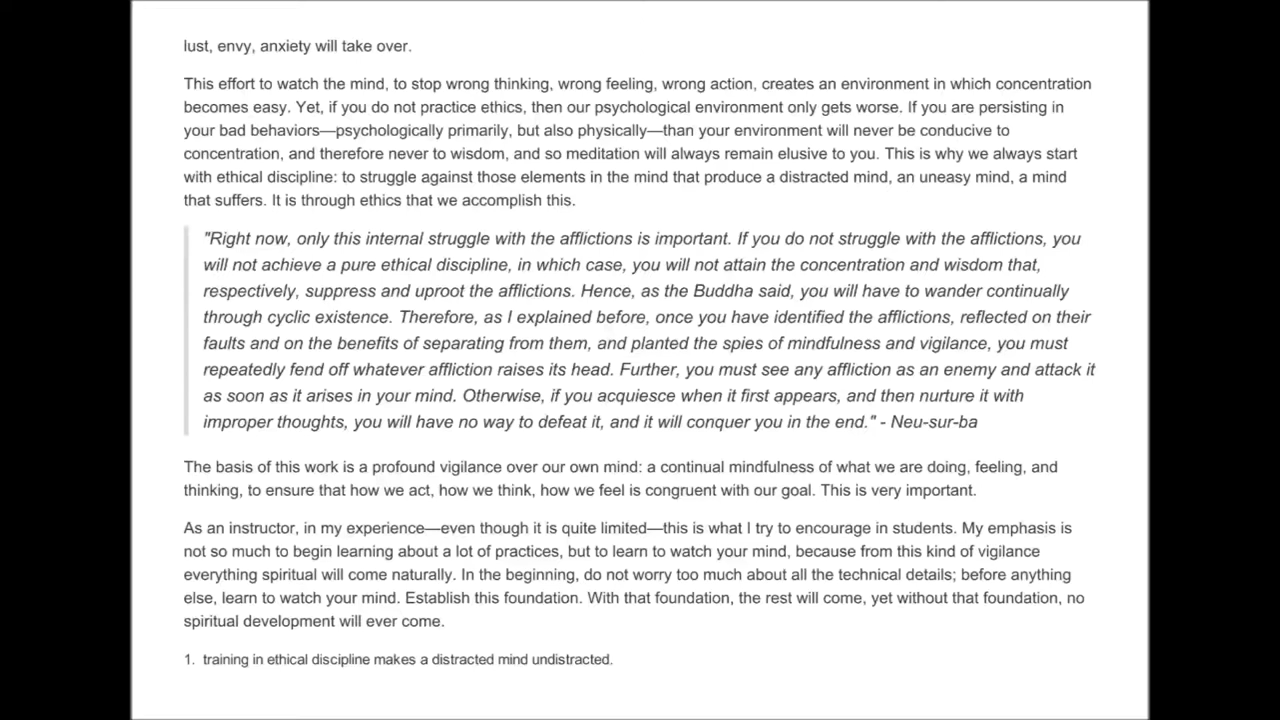 lust, envy, anxiety will take over.
This effort to watch the mind, to stop wrong thinking, wrong feeling, wrong action, creates an environment in which concentration
becomes easy. Yet, if you do not practice ethics, then our psychological environment only gets worse. If you are persisting in
your bad behaviors—psychologically primarily, but also physically—than your environment will never be conducive to
concentration, and therefore never to wisdom, and so meditation will always remain elusive to you. This is why we always start
with ethical discipline: to struggle against those elements in the mind that produce a distracted mind, an uneasy mind, a mind
that suffers. It is through ethics that we accomplish this.
"Right now, only this internal struggle with the afflictions is important. If you do not struggle with the afflictions, you
will not achieve a pure ethical discipline, in which case, you will not attain the concentration and wisdom that,
respectively, suppress and uproot the afflictions. Hence, as the Buddha said, you will have to wander continually
through cyclic existence. Therefore, as I explained before, once you have identified the afflictions, reflected on their
faults and on the benefits of separating from them, and planted the spies of mindfulness and vigilance, you must
repeatedly fend off whatever affliction raises its head. Further, you must see any affliction as an enemy and attack it
as soon as it arises in your mind. Otherwise, if you acquiesce when it first appears, and then nurture it with
improper thoughts, you will have no way to defeat it, and it will conquer you in the end." - Neu-sur-ba
The basis of this work is a profound vigilance over our own mind: a continual mindfulness of what we are doing, feeling, and
thinking, to ensure that how we act, how we think, how we feel is congruent with our goal. This is very important.
As an instructor, in my experience—even though it is quite limited—this is what I try to encourage in students. My emphasis is
not so much to begin learning about a lot of practices, but to learn to watch your mind, because from this kind of vigilance
everything spiritual will come naturally. In the beginning, do not worry too much about all the technical details; before anything
else, learn to watch your mind. Establish this foundation. With that foundation, the rest will come, yet without that foundation, no
spiritual development will ever come.
1. training in ethical discipline makes a distracted mind undistracted.